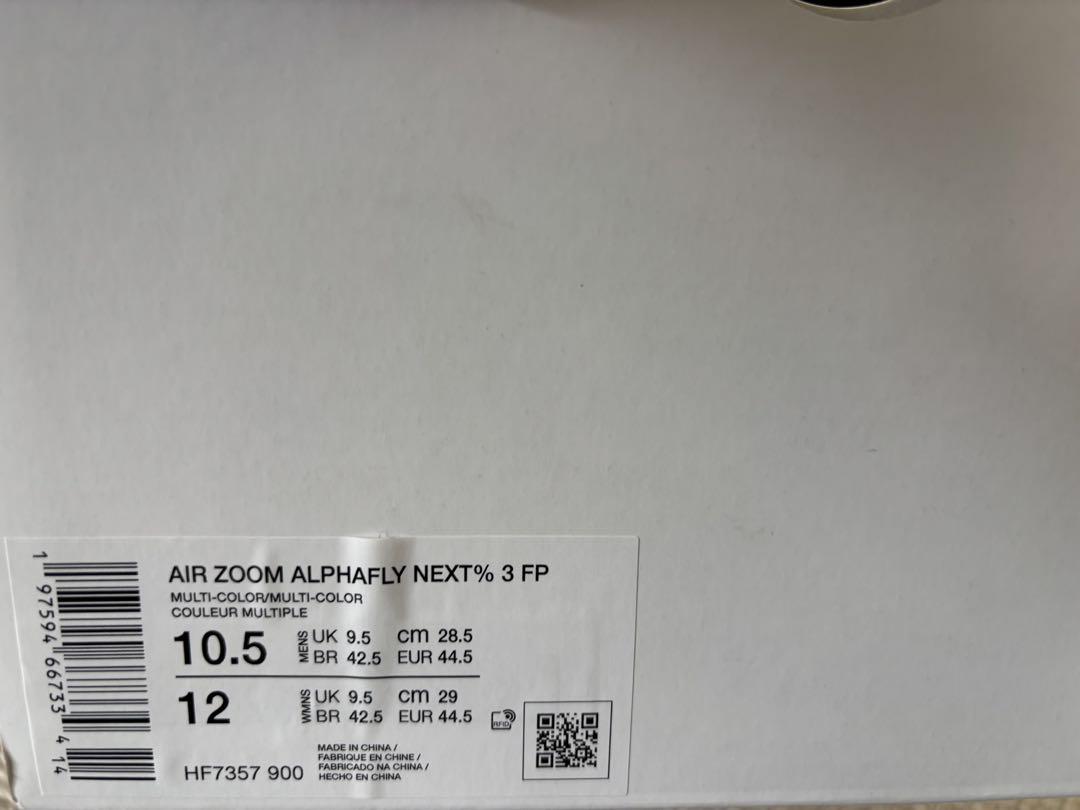 AIR ZOOM ALPHAFLY NEXT% 3 FP
MULTI-COLOR/MULTI-COLOR
COULEUR MULTIPLE
10.5 MENS UK 9.5 cm 28.5
BR 42.5 EUR 44.5
12 WMNS UK 9.5 cm 29
BR 42.5 EUR 44.5
RFID
HF7357 900
MADE IN CHINA /
FABRIQUE EN CHINE /
FABRICADO NA CHINA /
HECHO EN CHINA
1 97594 66733 4 14